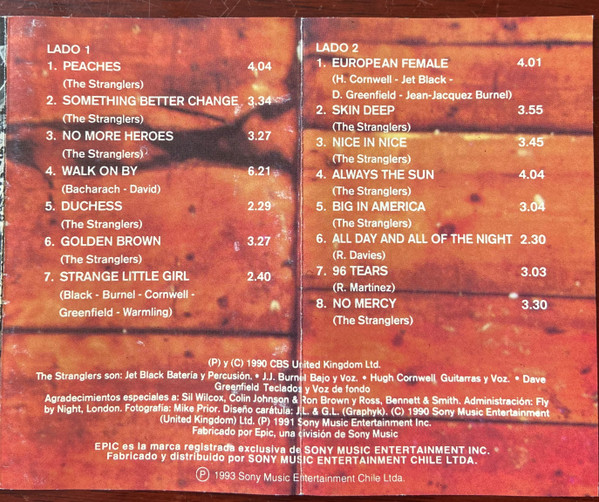 LADO 1
1. PEACHES 4.04
(The Stranglers)
2. SOMETHING BETTER CHANGE 3.34
(The Stranglers)
3. NO MORE HEROES 3.27
(The Stranglers)
4. WALK ON BY 6.21
(Bacharach - David)
5. DUCHESS 2.29
(The Stranglers)
6. GOLDEN BROWN 3.27
(The Stranglers)
7. STRANGE LITTLE GIRL 2.40
(Black - Burnel - Cornwell -
Greenfield - Warmling)
LADO 2
1. EUROPEAN FEMALE 4.01
(H. Cornwell - Jet Black -
D. Greenfield - Jean-Jacquez Burnel)
2. SKIN DEEP 3.55
(The Stranglers)
3. NICE IN NICE 3.45
(The Stranglers)
4. ALWAYS THE SUN 4.04
(The Stranglers)
5. BIG IN AMERICA 3.04
(The Stranglers)
6. ALL DAY AND ALL OF THE NIGHT 2.30
(R. Davies)
7. 96 TEARS 3.03
(R. Martinez)
8. NO MERCY 3.30
(The Stranglers)
(P) y (C) 1990 CBS United Kingdom Ltd.
The Stranglers son: Jet Black Batería y Percusión. • J.J. Burnel Bajo y Voz. • Hugh Cornwell, Guitarras y Voz. • Dave
Greenfield Teclados y Voz de fondo
Agradecimientos especiales a: Sil Wilcox, Colin Johnson & Ron Brown y Ross, Bennett & Smith. Administración: Fly
by Night, London. Fotografía: Mike Prior. Diseño carátula: J.L. & G.L. (Graphyk). (C) 1990 Sony Music Entertainment
(United Kingdom) Ltd. (P) 1991 Sony Music Entertainment Inc.
Fabricado por Epic, una división de Sony Music
EPIC es la marca registrada exclusiva de SONY MUSIC ENTERTAINMENT INC.
Fabricado y distribuido por SONY MUSIC ENTERTAINMENT CHILE LTDA.
Ⓟ 1993 Sony Music Entertainment Chile Ltda.